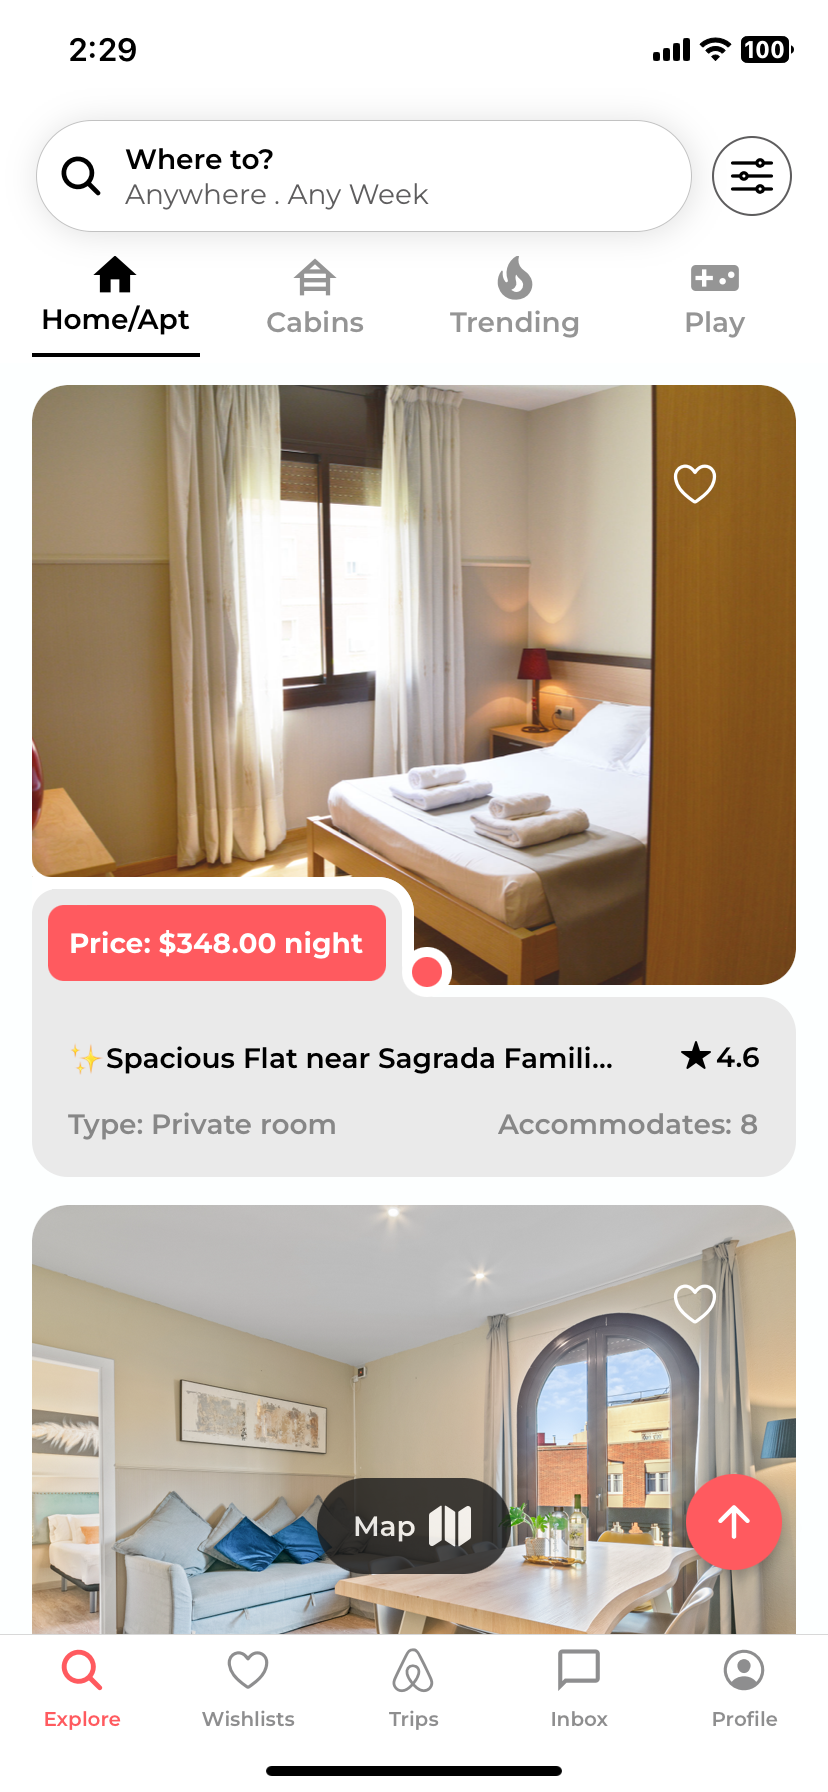 2:29
100
Where to?
Anywhere . Any Week
Home/Apt
Cabins
Trending
Play
Price: $348.00 night
✨Spacious Flat near Sagrada Famili...
4.6
Type: Private room
Accommodates: 8
Map
Explore
Wishlists
Trips
Inbox
Profile